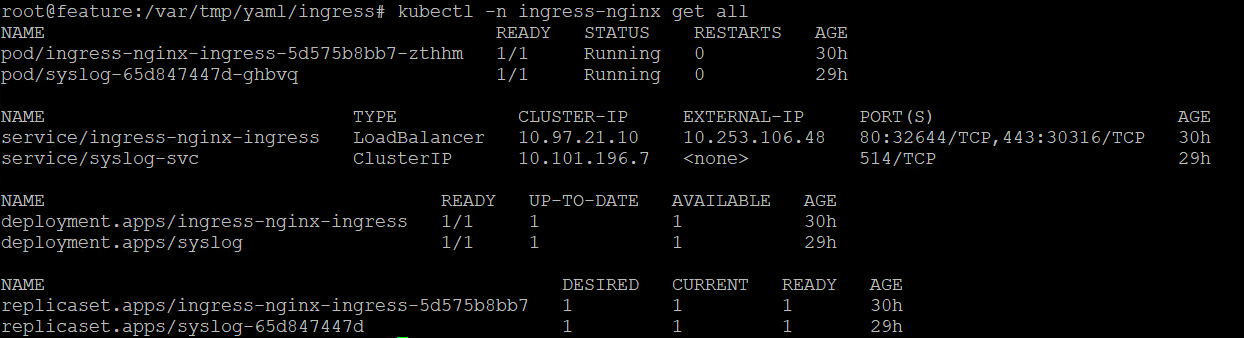 root@feature:/var/tmp/yaml/ingress# kubectl -n ingress-nginx get all
NAME READY STATUS RESTARTS AGE
pod/ingress-nginx-ingress-5d575b8bb7-zthhm 1/1 Running 0 30h
pod/syslog-65d847447d-ghbvq 1/1 Running 0 29h
NAME TYPE CLUSTER-IP EXTERNAL-IP PORT(S) AGE
service/ingress-nginx-ingress LoadBalancer 10.97.21.10 10.253.106.48 80:32644/TCP,443:30316/TCP 30h
service/syslog-svc ClusterIP 10.101.196.7 <none> 514/TCP 29h
NAME READY UP-TO-DATE AVAILABLE AGE
deployment.apps/ingress-nginx-ingress 1/1 1 1 30h
deployment.apps/syslog 1/1 1 1 29h
NAME DESIRED CURRENT READY AGE
replicaset.apps/ingress-nginx-ingress-5d575b8bb7 1 1 1 30h
replicaset.apps/syslog-65d847447d 1 1 1 29h